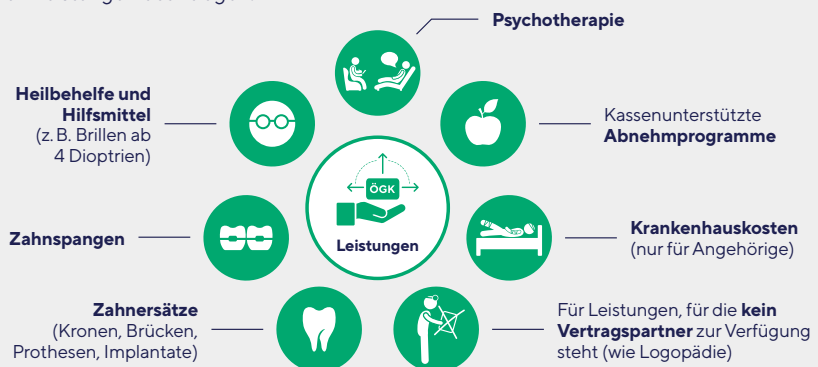 Psychotherapie
Heilbehelfe und
Hilfsmittel
(z. B. Brillen ab
4 Dioptrien)
Kassenunterstützte
Abnehmprogramme
ÖGK
Leistungen
Zahnspangen
Krankenhauskosten
(nur für Angehörige)
Zahnersätze
(Kronen, Brücken,
Prothesen, Implantate)
Für Leistungen, für die kein
Vertragspartner zur Verfügung
steht (wie Logopädie)